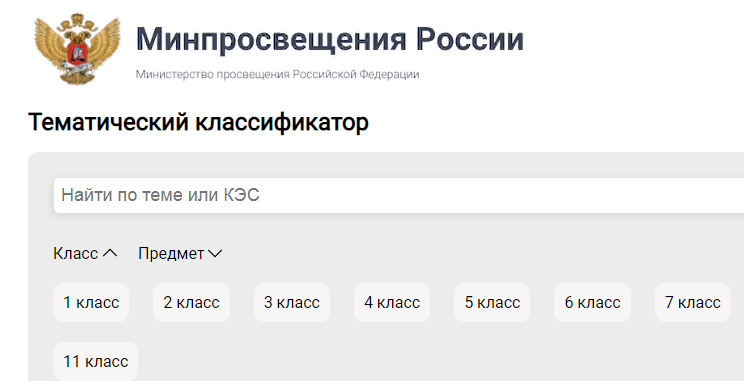 Минпросвещения России
Министерство просвещения Российской Федерации
Тематический классификатор
Найти по теме или КЭС
Класс Предмет
1 класс 2 класс 3 класс 4 класс 5 класс 6 класс 7 класс
11 класс